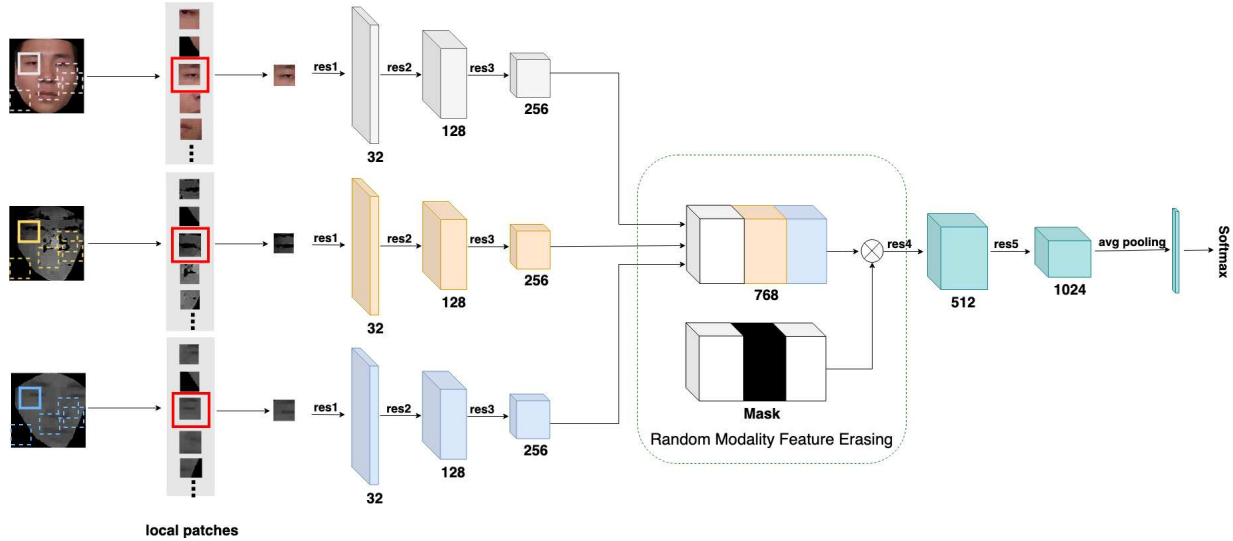 res1
res2
res3
32
128
256
res1
res2
res3
32
128
256
res1
res2
res3
32
128
256
local patches
768
Mask
Random Modality Feature Erasing
res4
512
res5
1024
avg pooling
Softmax